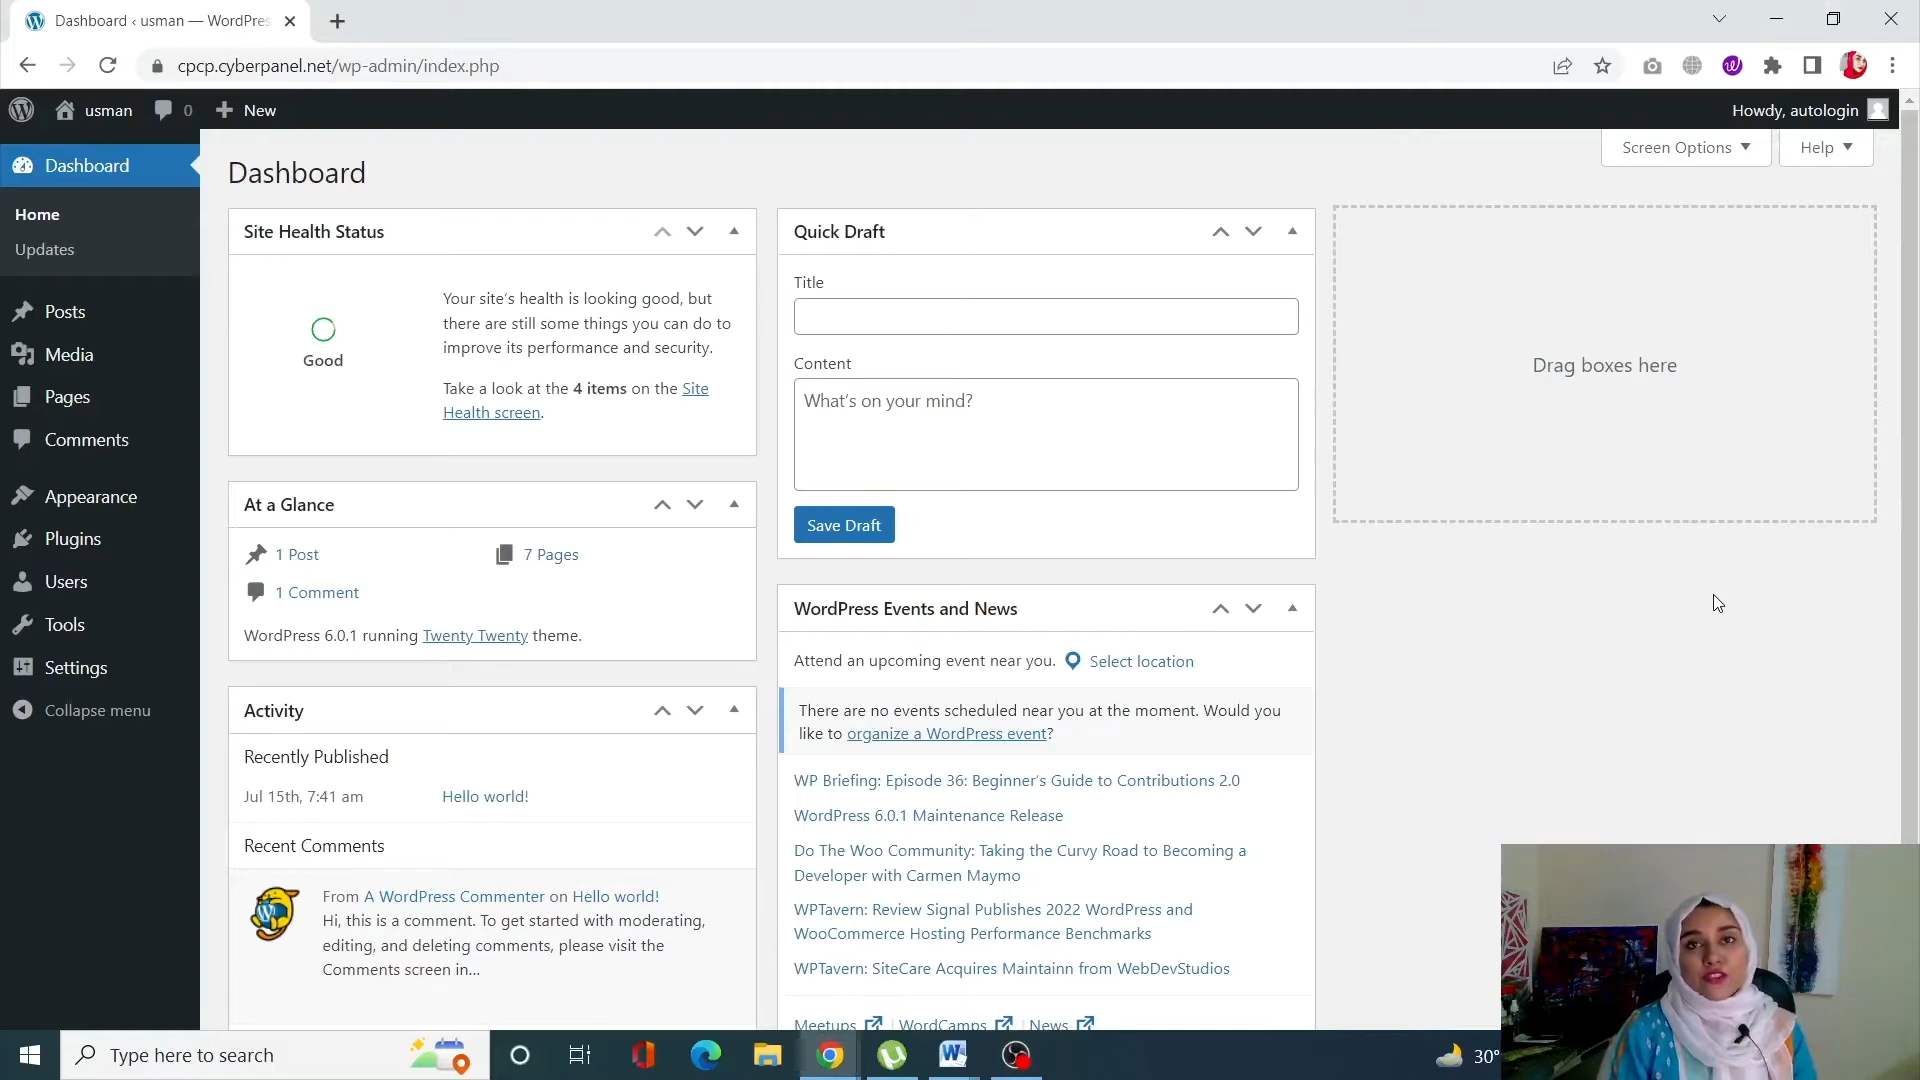 Dashboard ‹ usman — WordPres
cpcp.cyberpanel.net/wp-admin/index.php
usman
0
New
Howdy, autologin
Screen Options
Help
Dashboard
Home
Updates
Posts
Media
Pages
Comments
Appearance
Plugins
Users
Tools
Settings
Collapse menu
Dashboard
Site Health Status
Good
Your site's health is looking good, but
there are still some things you can do to
improve its performance and security.
Take a look at the 4 items on the Site
Health screen.
At a Glance
1 Post
7 Pages
1 Comment
WordPress 6.0.1 running Twenty Twenty theme.
Activity
Recently Published
Jul 15th, 7:41 am
Hello world!
Recent Comments
From A WordPress Commenter on Hello world!
Hi, this is a comment. To get started with moderating,
editing, and deleting comments, please visit the
Comments screen in…
Quick Draft
Title
Content
What's on your mind?
Save Draft
WordPress Events and News
Attend an upcoming event near you.
Select location
There are no events scheduled near you at the moment. Would you
like to organize a WordPress event?
WP Briefing: Episode 36: Beginner's Guide to Contributions 2.0
WordPress 6.0.1 Maintenance Release
Do The Woo Community: Taking the Curvy Road to Becoming a
Developer with Carmen Maymo
WPTavern: Review Signal Publishes 2022 WordPress and
WooCommerce Hosting Performance Benchmarks
WPTavern: SiteCare Acquires Maintainn from WebDevStudios
Meetups
WordCamps
News
Drag boxes here
Type here to search
30°